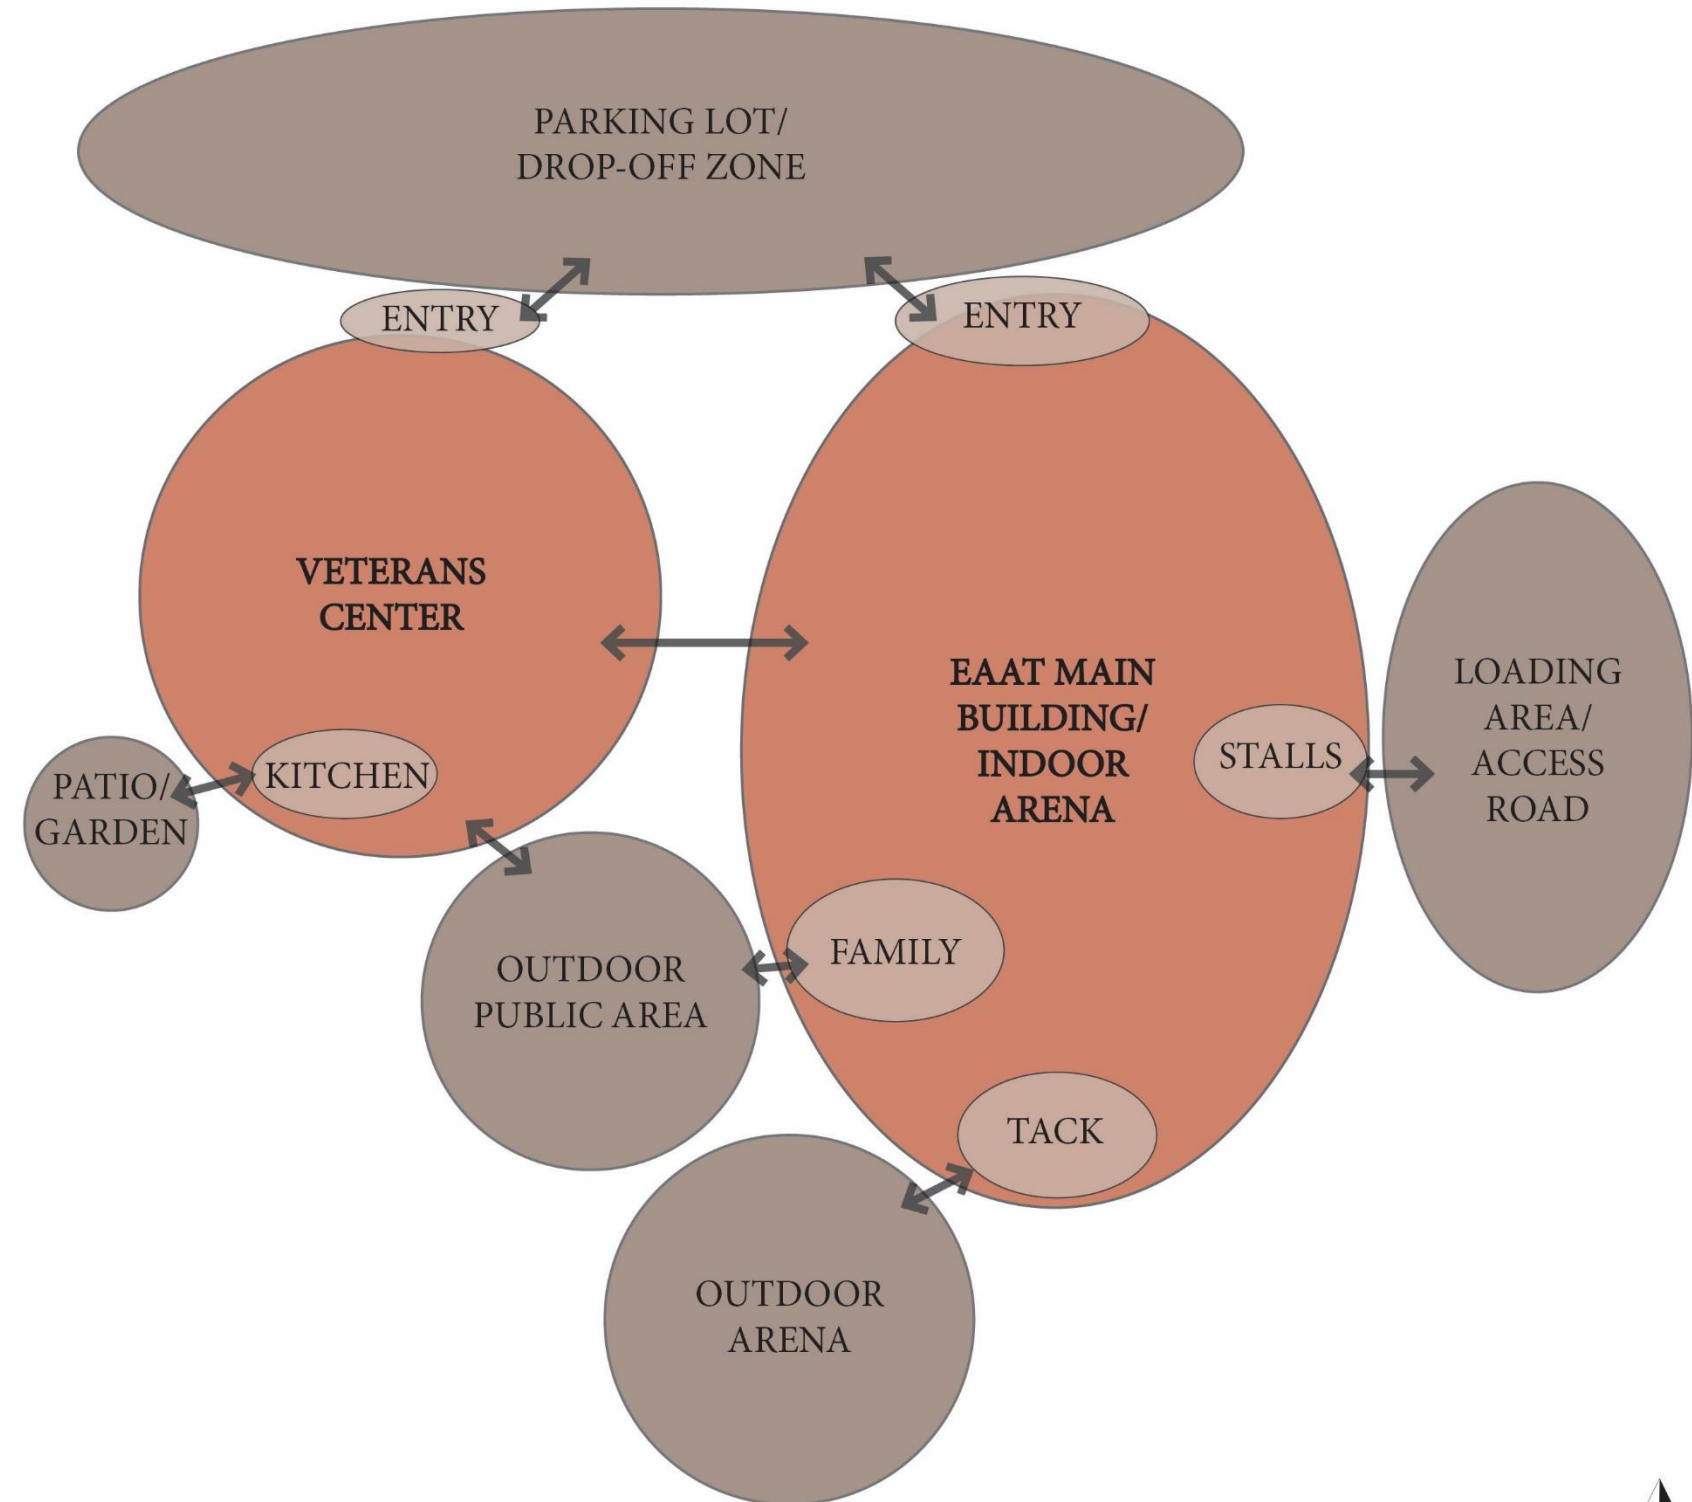 PARKING LOT/
DROP-OFF ZONE
ENTRY
ENTRY
VETERANS
CENTER
EAAT MAIN
BUILDING/
INDOOR
ARENA
LOADING
AREA/
ACCESS
ROAD
STALLS
KITCHEN
PATIO/
GARDEN
FAMILY
OUTDOOR
PUBLIC AREA
TACK
OUTDOOR
ARENA